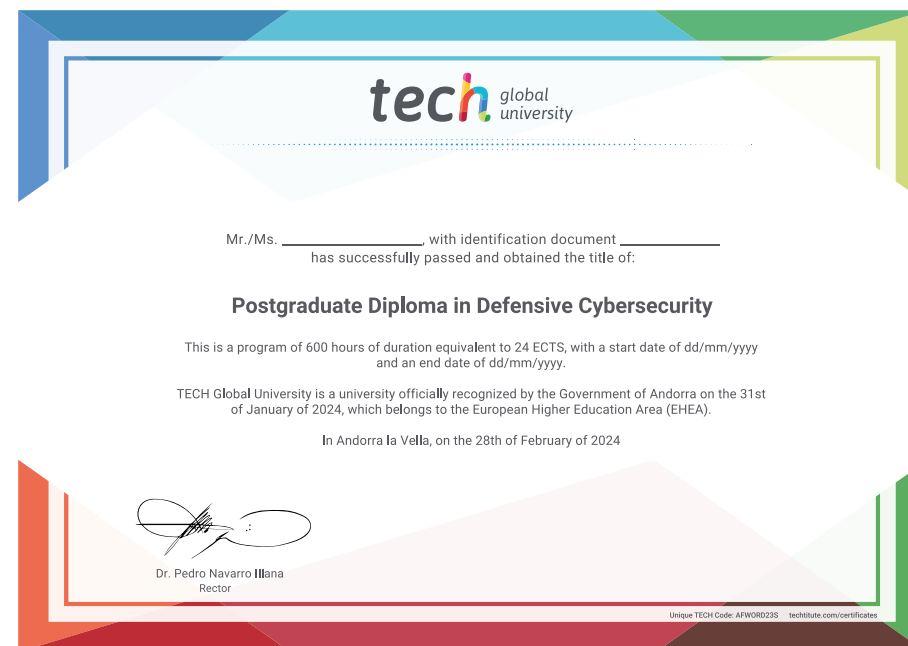 tech global university
Mr./Ms. ____________, with identification document ____________
has successfully passed and obtained the title of:
Postgraduate Diploma in Defensive Cybersecurity
This is a program of 600 hours of duration equivalent to 24 ECTS, with a start date of dd/mm/yyyy
and an end date of dd/mm/yyyy.
TECH Global University is a university officially recognized by the Government of Andorra on the 31st
of January of 2024, which belongs to the European Higher Education Area (EHEA).
In Andorra la Vella, on the 28th of February of 2024
Dr. Pedro Navarro Illana
Rector
Unique TECH Code: AFWORD23S techtitute.com/certificates